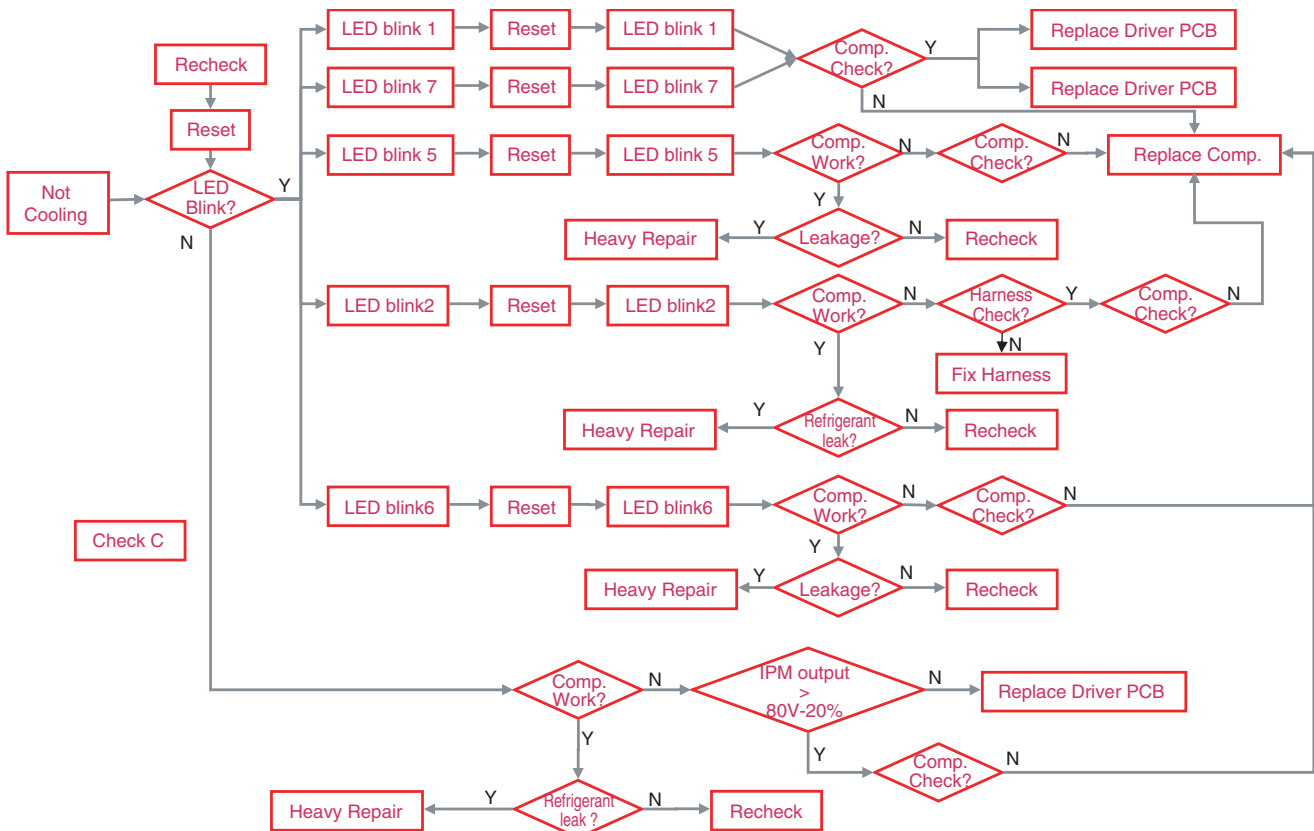 LED blink 1
Reset
LED blink 1
Comp.
Check?
Y
Replace Driver PCB
Recheck
LED blink 7
Reset
LED blink 7
Replace Driver PCB
N
Reset
LED blink 5
Reset
LED blink 5
Comp.
Work?
N
Comp.
Check?
N
Replace Comp.
Not
Cooling
LED
Blink?
Y
N
Y
Heavy Repair
Y
Leakage?
N
Recheck
LED blink2
Reset
LED blink2
Comp.
Work?
N
Harness
Check?
Y
Comp.
Check?
N
Y
N
Fix Harness
Heavy Repair
Y
Refrigerant
leak?
N
Recheck
LED blink6
Reset
LED blink6
Comp.
Work?
N
Comp.
Check?
N
Check C
Y
Heavy Repair
Y
Leakage?
N
Recheck
Comp.
Work?
N
IPM output
>
80V-20%
N
Replace Driver PCB
Y
Y
Comp.
Check?
N
Heavy Repair
Y
Refrigerant
leak ?
N
Recheck